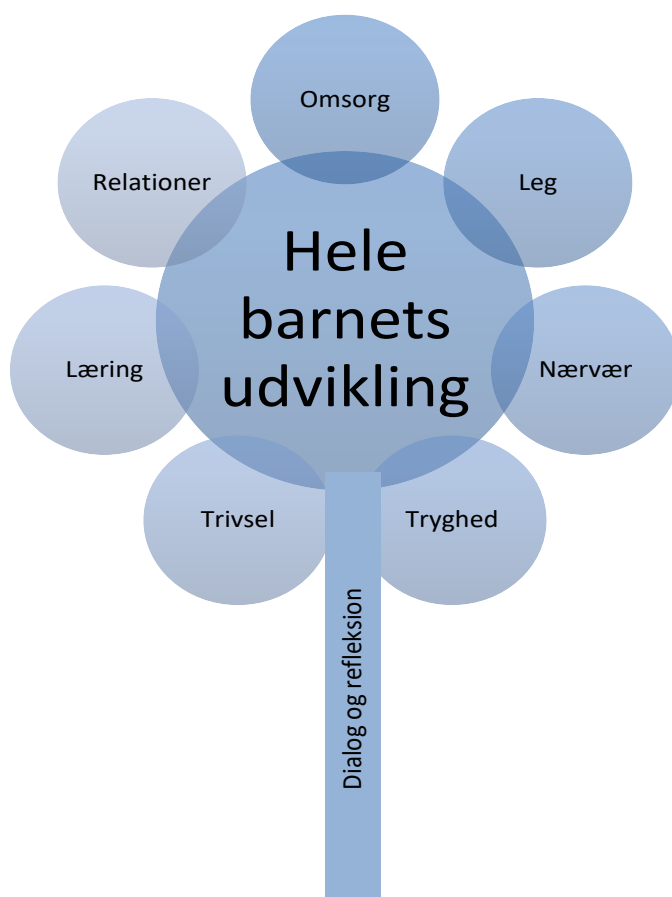 Omsorg
Relationer
Leg
Hele
barnets
udvikling
Læring
Nærvær
Trivsel
Tryghed
Dialog og refleksion